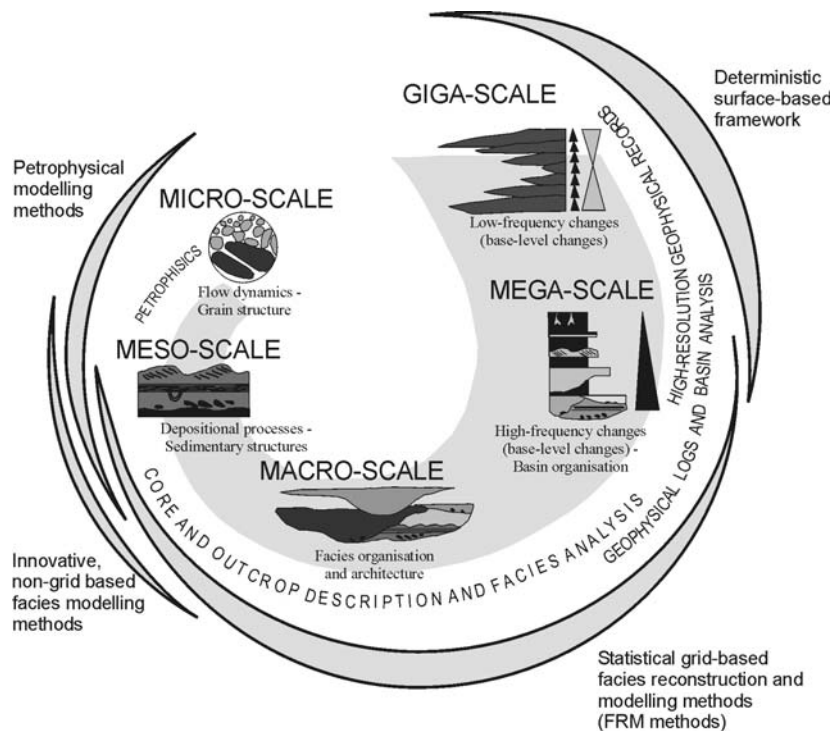 GIGA-SCALE
Low-frequency changes
(base-level changes)
Deterministic
surface-based
framework
HIGH-RESOLUTION GEOPHYSICAL RECORDS
Petrophysical
modelling
methods
MICRO-SCALE
PETROPHISICS
Flow dynamics -
Grain structure
MEGA-SCALE
High-frequency changes
(base-level changes) -
Basin organisation
GEOPHYSICAL LOGS AND BASIN ANALYSIS
MESO-SCALE
Depositional processes -
Sedimentary structures
MACRO-SCALE
Facies organisation
and architecture
CORE AND OUTCROP DESCRIPTION AND FACIES ANALYSIS
Innovative,
non-grid based
facies modelling
methods
Statistical grid-based
facies reconstruction and
modelling methods
(FRM methods)